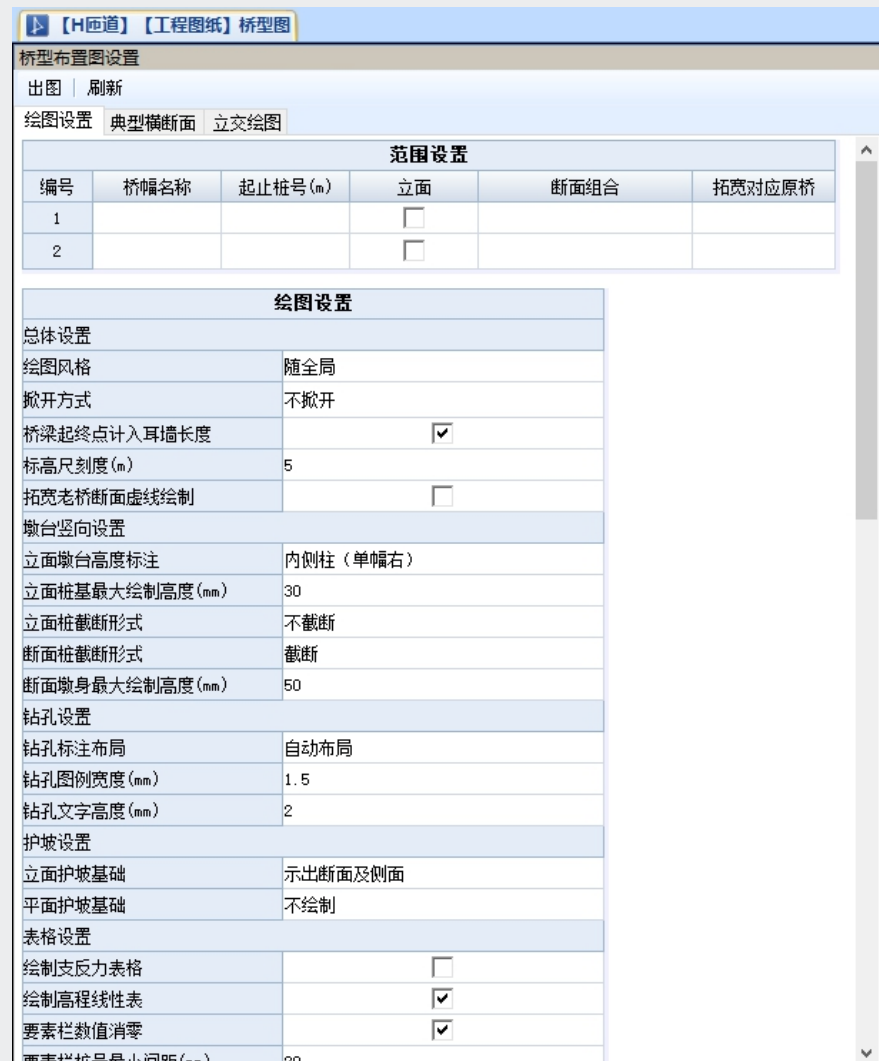 【H匝道】【工程图纸】桥型图
桥型布置图设置
出图 刷新
绘图设置 典型横断面 立交绘图
范围设置
编号 桥幅名称 起止桩号(m) 立面 断面组合 拓宽对应原桥
1
2
绘图设置
总体设置
绘图风格 随全局
掀开方式 不掀开
桥梁起终点计入耳墙长度
标高尺刻度(m) 5
拓宽老桥断面虚线绘制
墩台竖向设置
立面墩台高度标注 内侧柱（单幅右）
立面桩基最大绘制高度(mm) 30
立面桩截断形式 不截断
断面桩截断形式 截断
断面墩身最大绘制高度(mm) 50
钻孔设置
钻孔标注布局 自动布局
钻孔图例宽度(mm) 1.5
钻孔文字高度(mm) 2
护坡设置
立面护坡基础 示出断面及侧面
平面护坡基础 不绘制
表格设置
绘制支反力表格
绘制高程线性表
要素栏数值消零
要素栏桩号最小间距(mm) 20